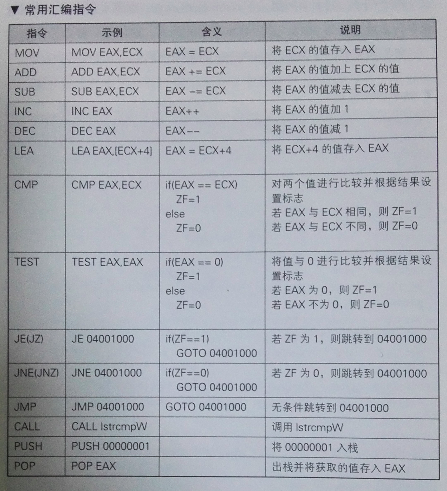 ▼ 常用汇编指令
指令 示例 含义 说明
MOV MOV EAX,ECX EAX = ECX 将 ECX 的值存入 EAX
ADD ADD EAX,ECX EAX += ECX 将 EAX 的值加上 ECX 的值
SUB SUB EAX,ECX EAX -= ECX 将 EAX 的值减去 ECX 的值
INC INC EAX EAX++ 将 EAX 的值加 1
DEC DEC EAX EAX-- 将 EAX 的值减 1
LEA LEA EAX,[ECX+4] EAX = ECX+4 将 ECX+4 的值存入 EAX
CMP CMP EAX,ECX if(EAX == ECX) 对两个值进行比较并根据结果设
ZF=1 置标志
else 若 EAX 与 ECX 相同，则 ZF=1
ZF=0 若 EAX 与 ECX 不同，则 ZF=0
TEST TEST EAX,EAX if(EAX == 0) 将值与 0 进行比较并根据结果设
ZF=1 置标志
else 若 EAX 为 0，则 ZF=1
ZF=0 若 EAX 不为 0，则 ZF=0
JE(JZ) JE 04001000 if(ZF==1) 若 ZF 为 1，则跳转到 04001000
GOTO 04001000
JNE(JNZ) JNE 04001000 if(ZF==0) 若 ZF 为 0，则跳转到 04001000
GOTO 04001000
JMP JMP 04001000 GOTO 04001000 无条件跳转到 04001000
CALL CALL lstrcmpW 调用 lstrcmpW
PUSH PUSH 00000001 将 00000001 入栈
POP POP EAX 出栈并将获取的值存入 EAX